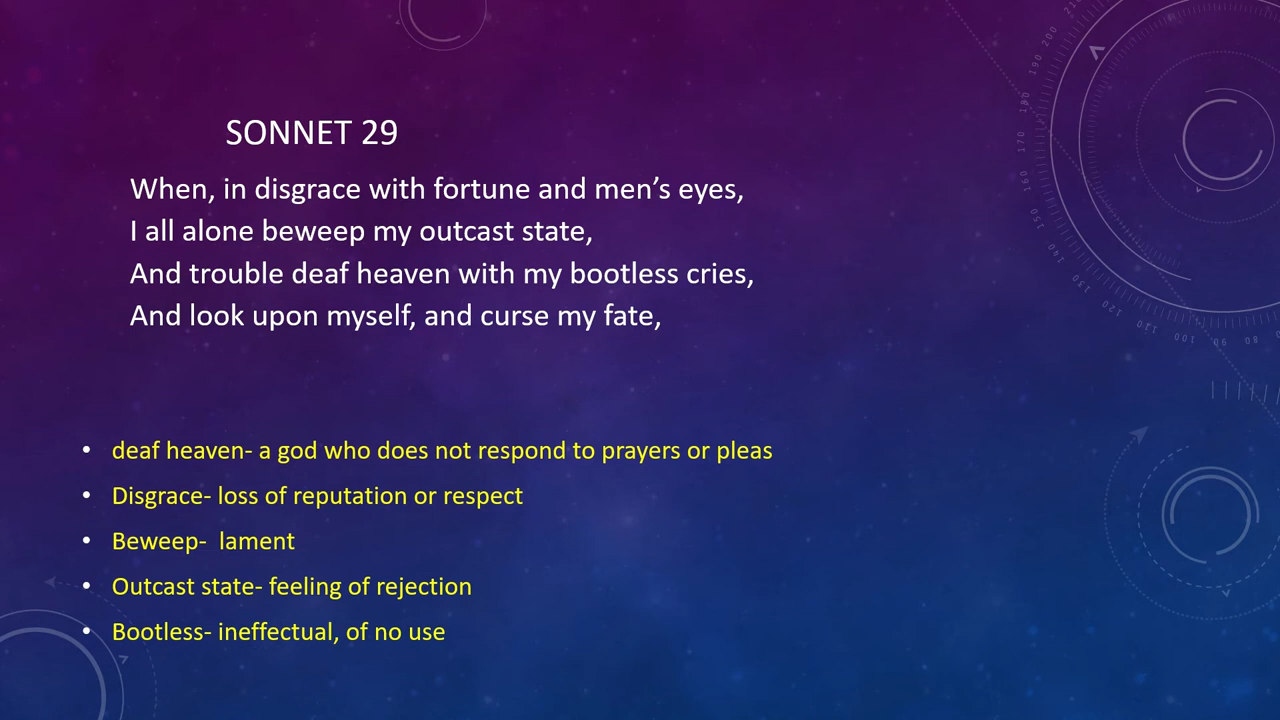 SONNET 29
When, in disgrace with fortune and men’s eyes,
I all alone beweep my outcast state,
And trouble deaf heaven with my bootless cries,
And look upon myself, and curse my fate,
• deaf heaven- a god who does not respond to prayers or pleas
• Disgrace- loss of reputation or respect
• Beweep-  lament
• Outcast state- feeling of rejection
• Bootless- ineffectual, of no use